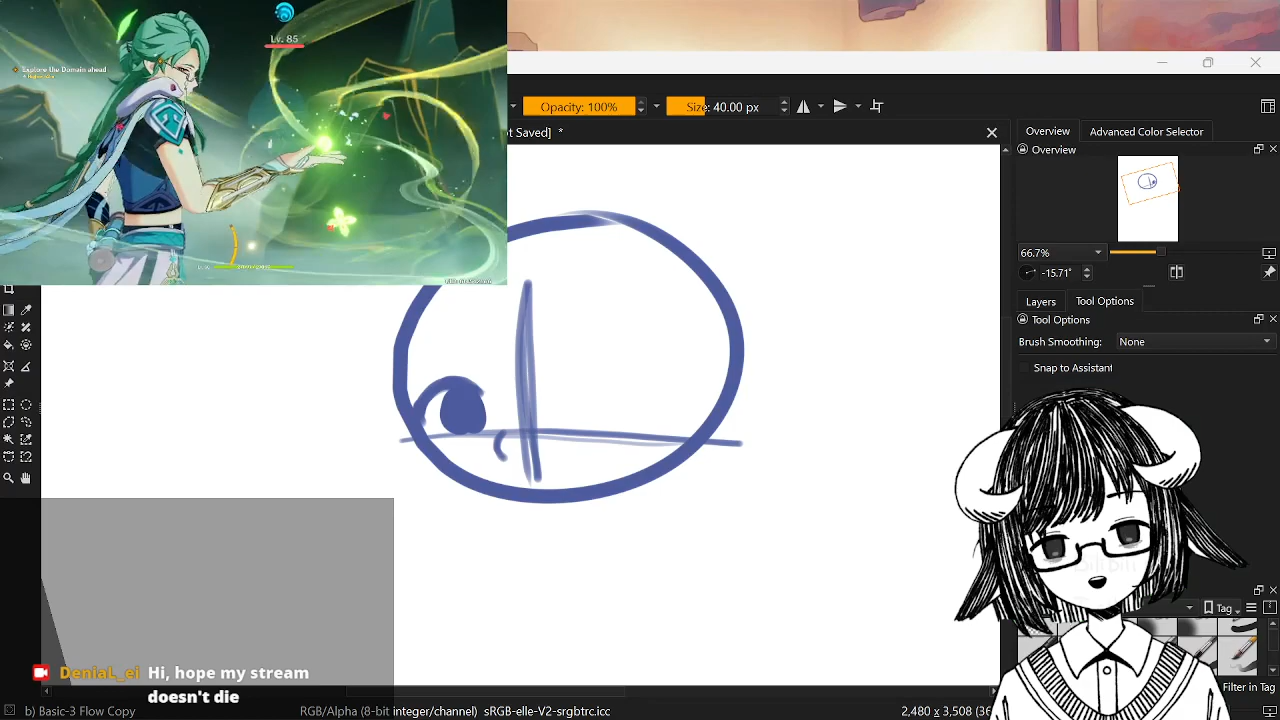 Lv. 85
Explore the Domain ahead
Opacity: 100%
Size: 40.00 px
ot Saved] *
Overview
Advanced Color Selector
Overview
66.7%
-15.71°
Layers
Tool Options
Tool Options
Brush Smoothing:
None
Snap to Assistant
Tag
Filter in Tag
DeniaL_ei Hi, hope my stream
doesn't die
b) Basic-3 Flow Copy
RGB/Alpha (8-bit integer/channel) sRGB-elle-V2-srgbtrc.icc
2,480 x 3,508 (36